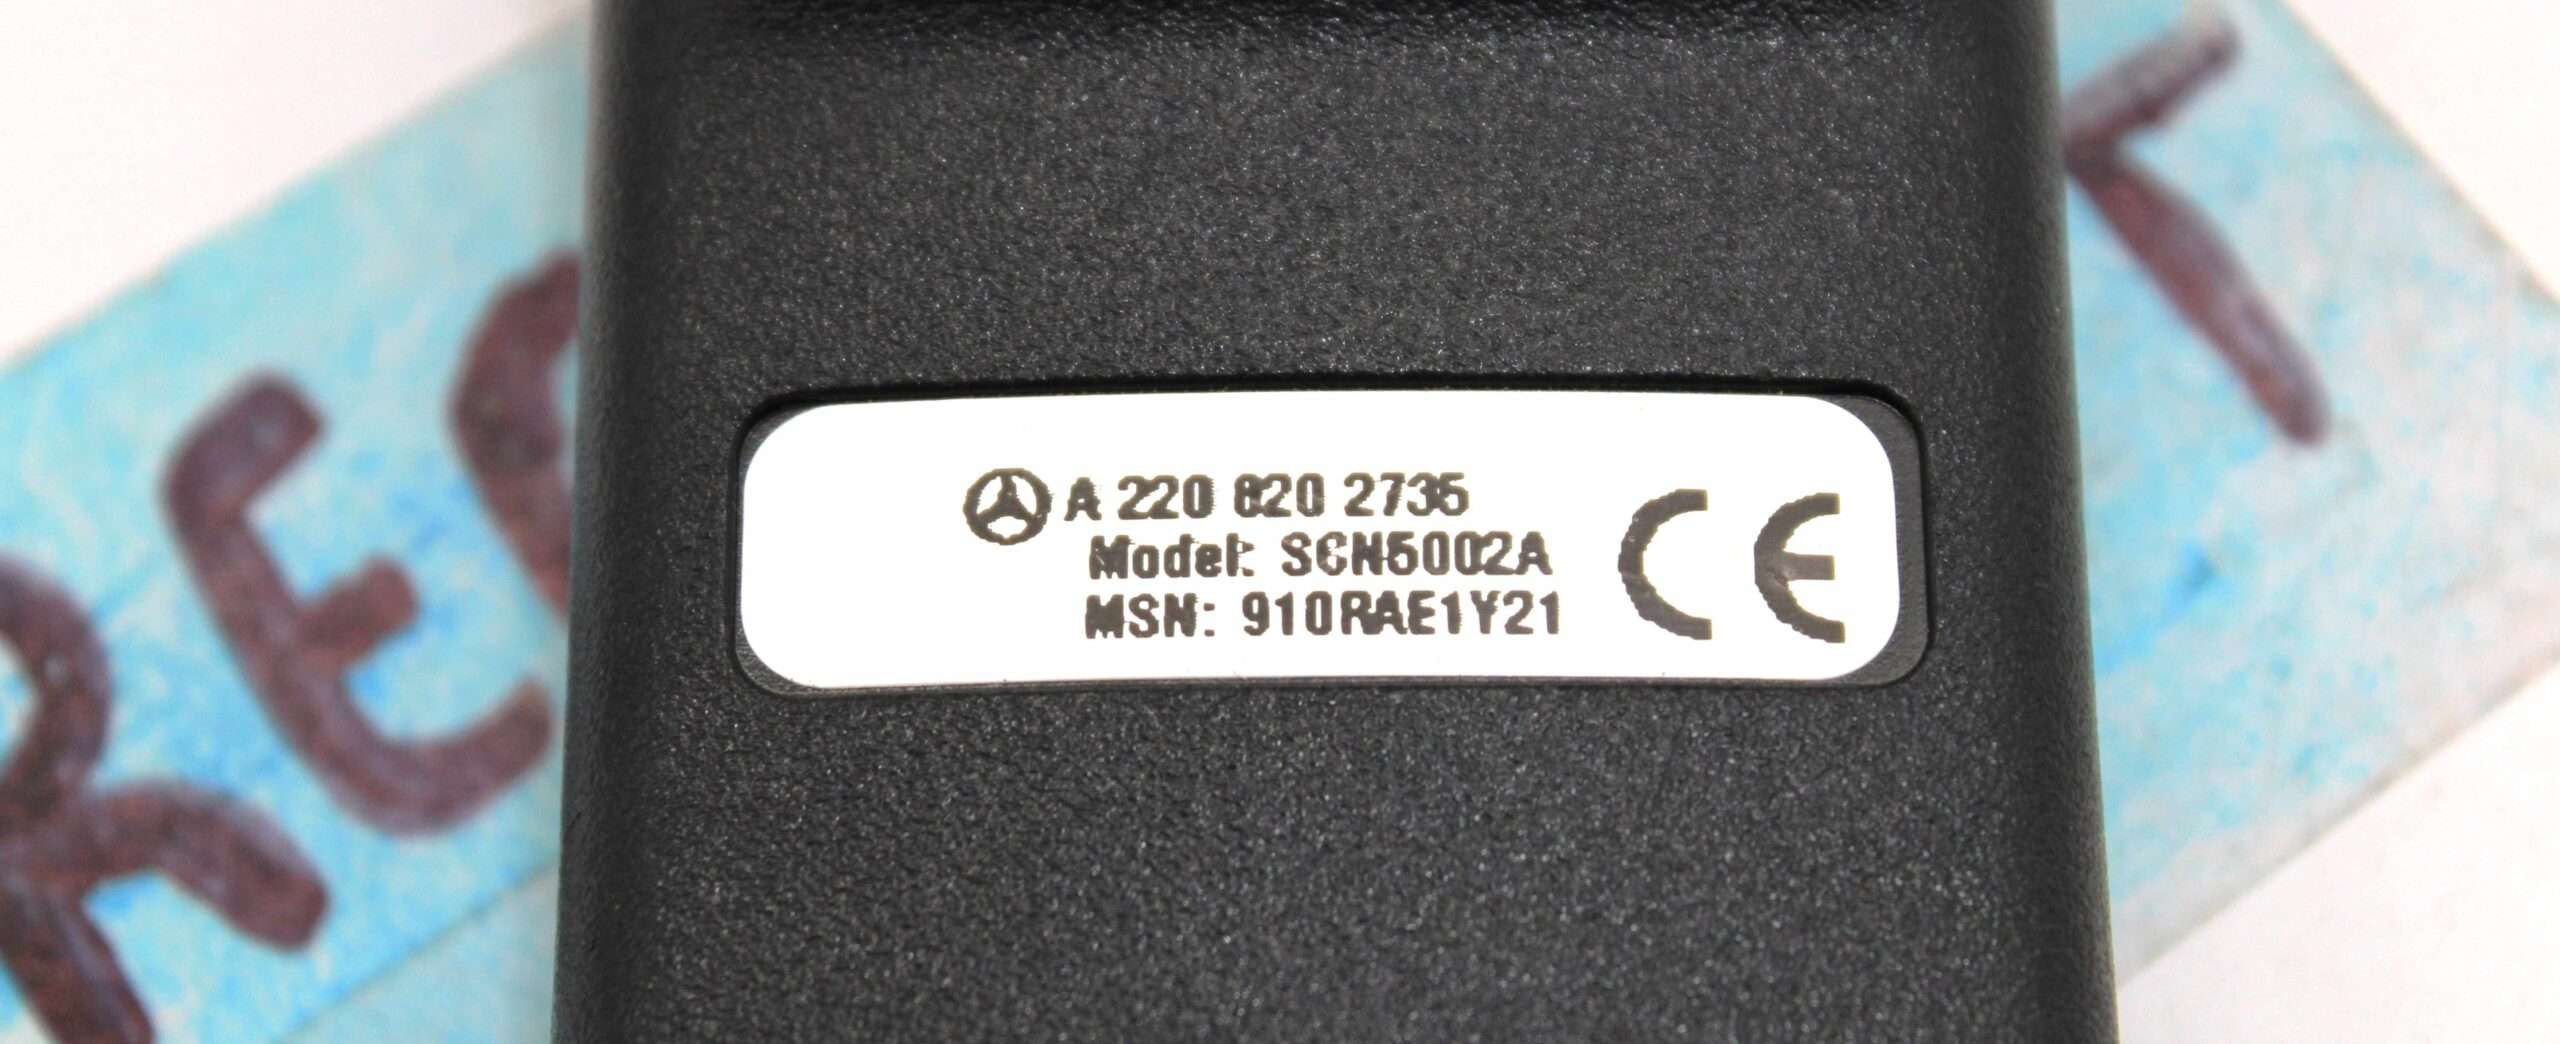 A 220 820 2735
Model: SCN5002A
MSN: 910RAE1Y21
CE